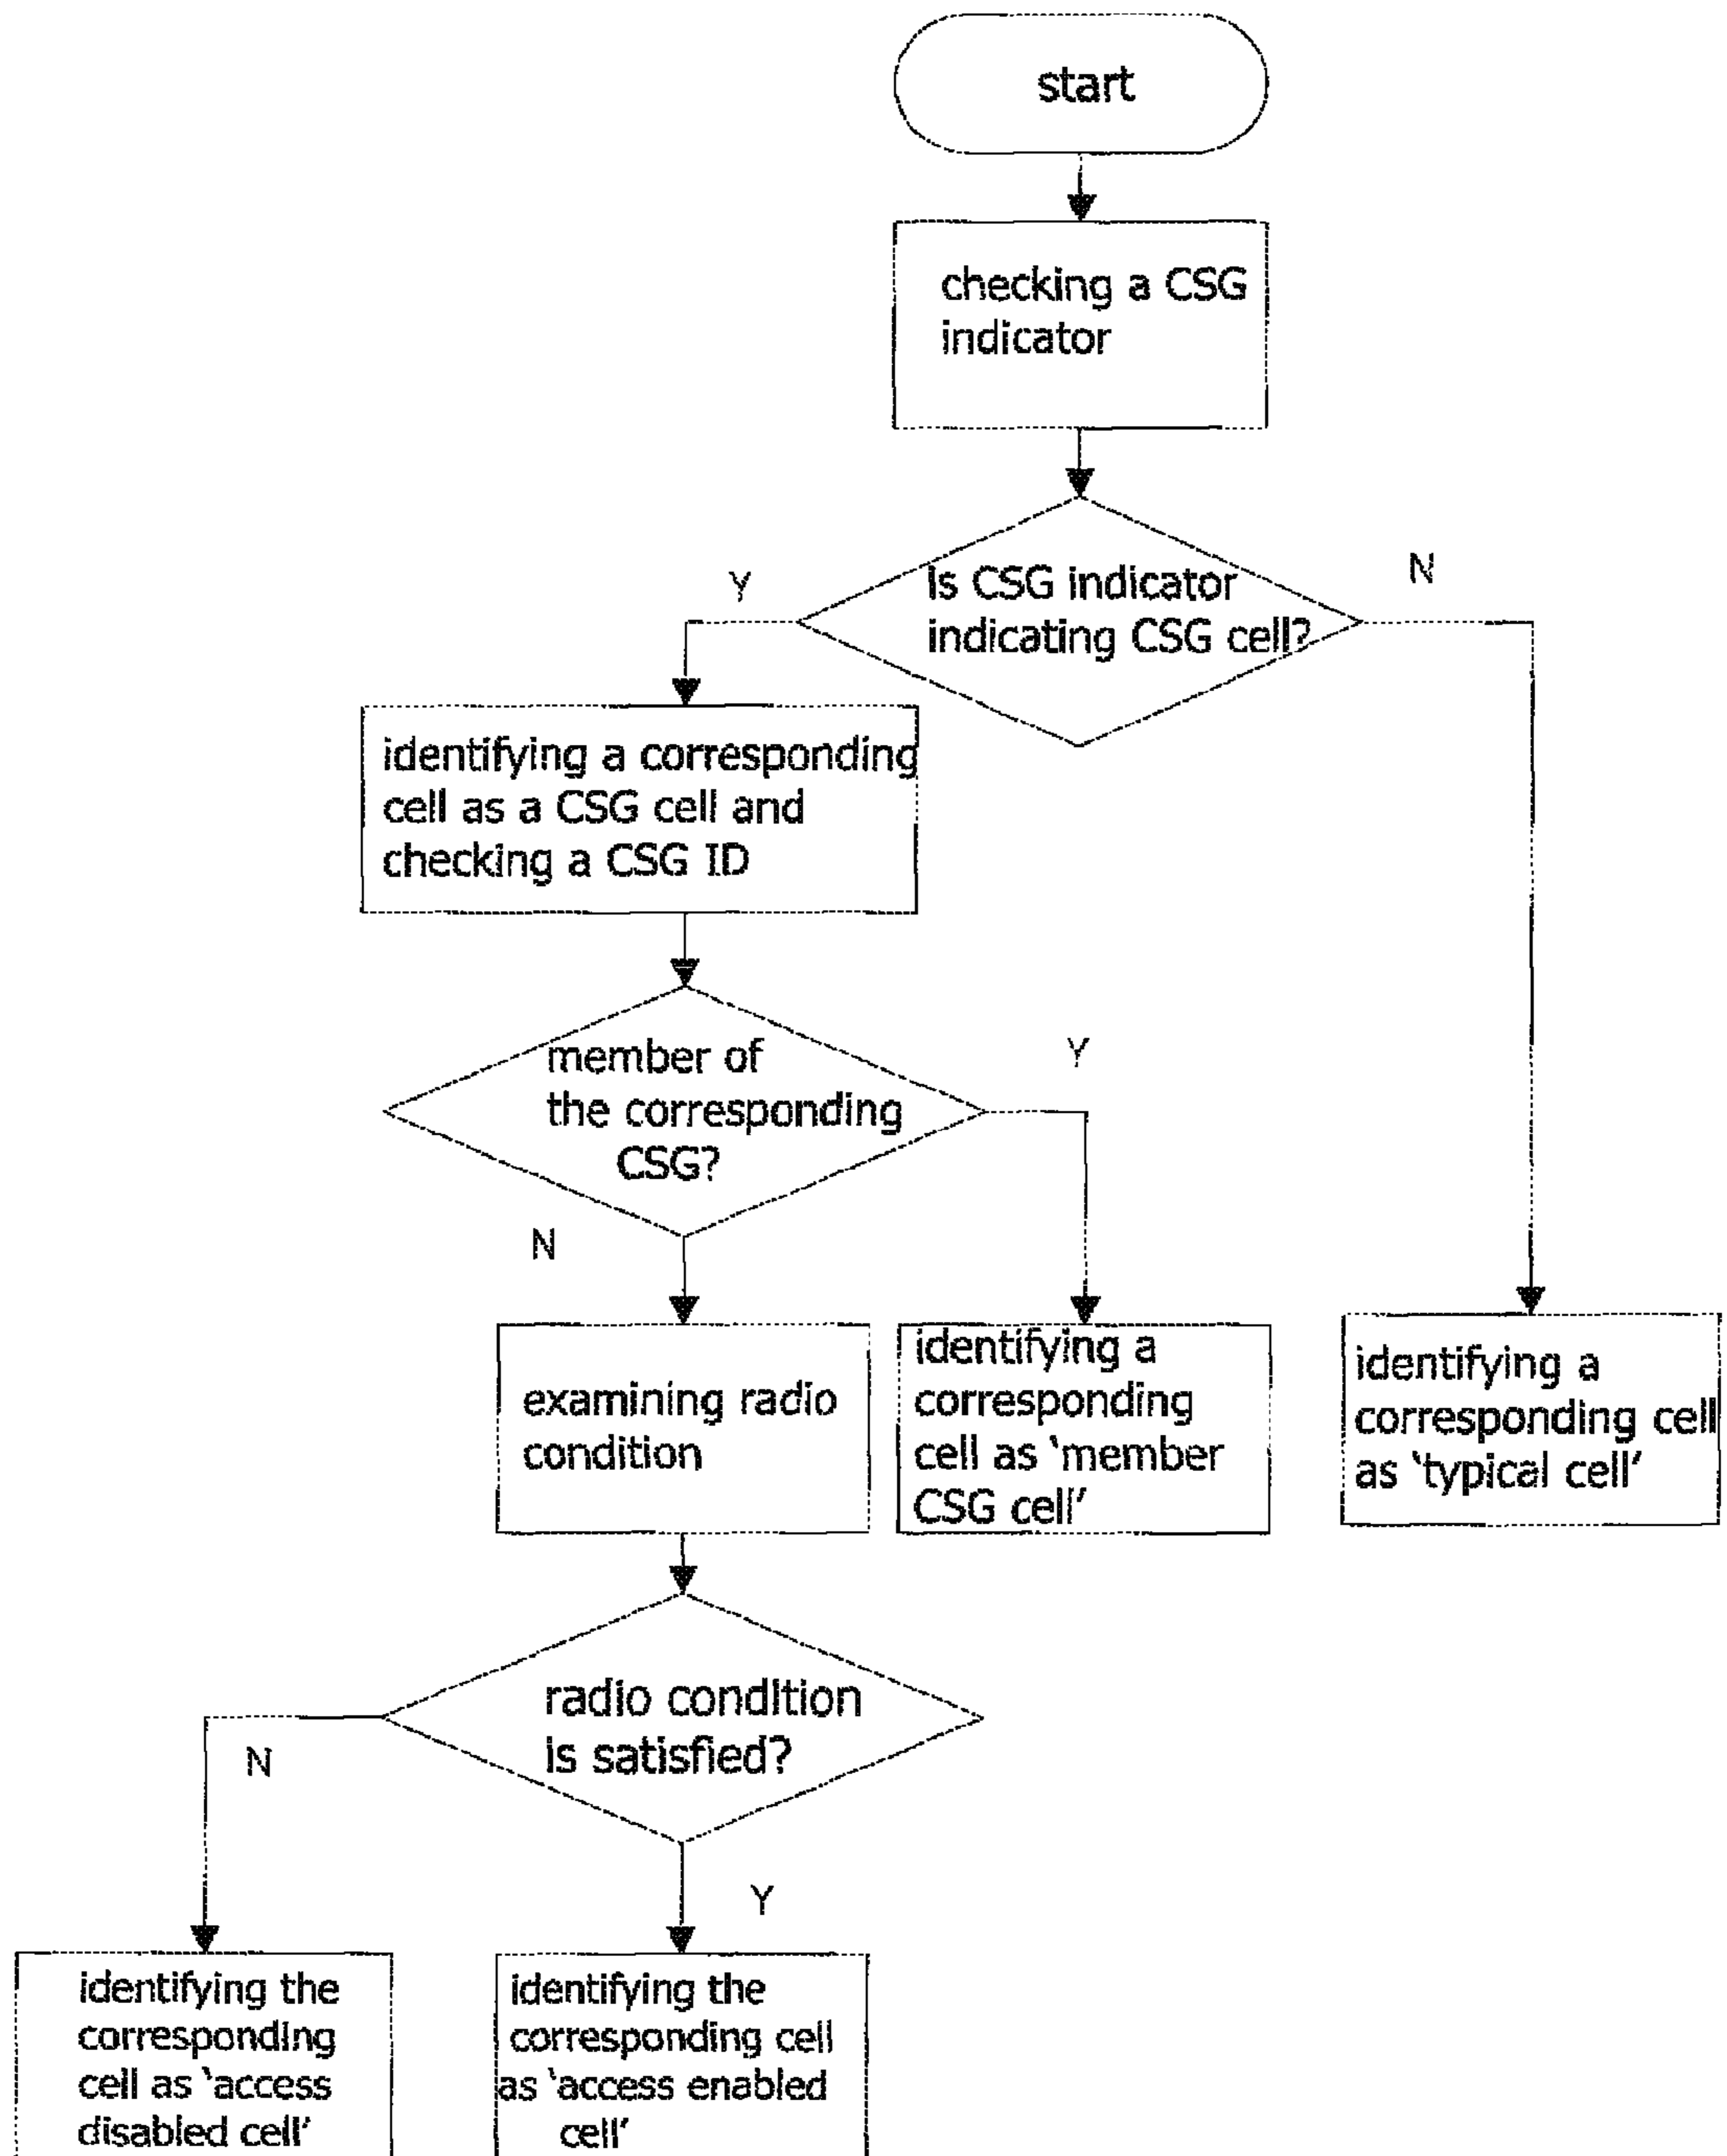 start
checking a CSG
indicator
Is CSG indicator
indicating CSG cell?
Y
N
identifying a corresponding
cell as a CSG cell and
checking a CSG ID
member of
the corresponding
CSG?
Y
N
examining radio
condition
identifying a
corresponding
cell as ‘member
CSG cell’
identifying a
corresponding cell
as ‘typical cell’
radio condition
is satisfied?
N
Y
identifying the
corresponding
cell as ‘access
disabled cell’
identifying the
corresponding cell
as ‘access enabled
cell’